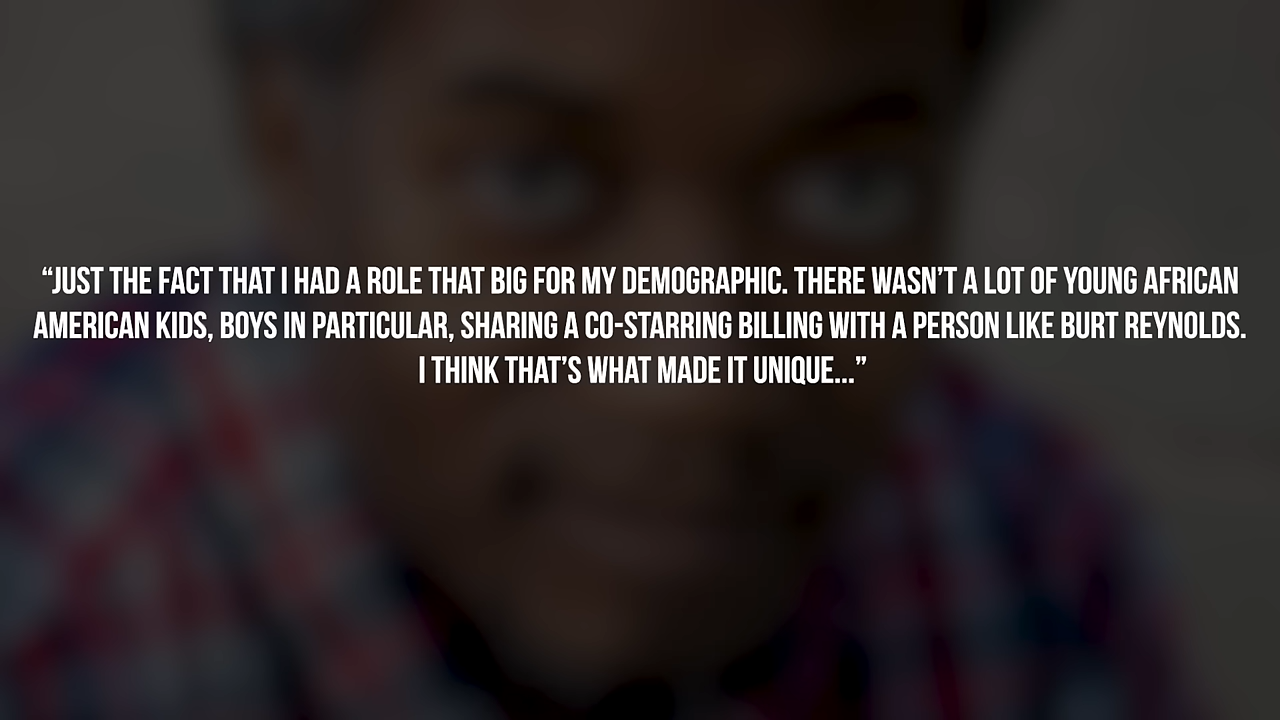 “JUST THE FACT THAT I HAD A ROLE THAT BIG FOR MY DEMOGRAPHIC. THERE WASN’T A LOT OF YOUNG AFRICAN
AMERICAN KIDS, BOYS IN PARTICULAR, SHARING A CO-STARRING BILLING WITH A PERSON LIKE BURT REYNOLDS.
I THINK THAT’S WHAT MADE IT UNIQUE...”